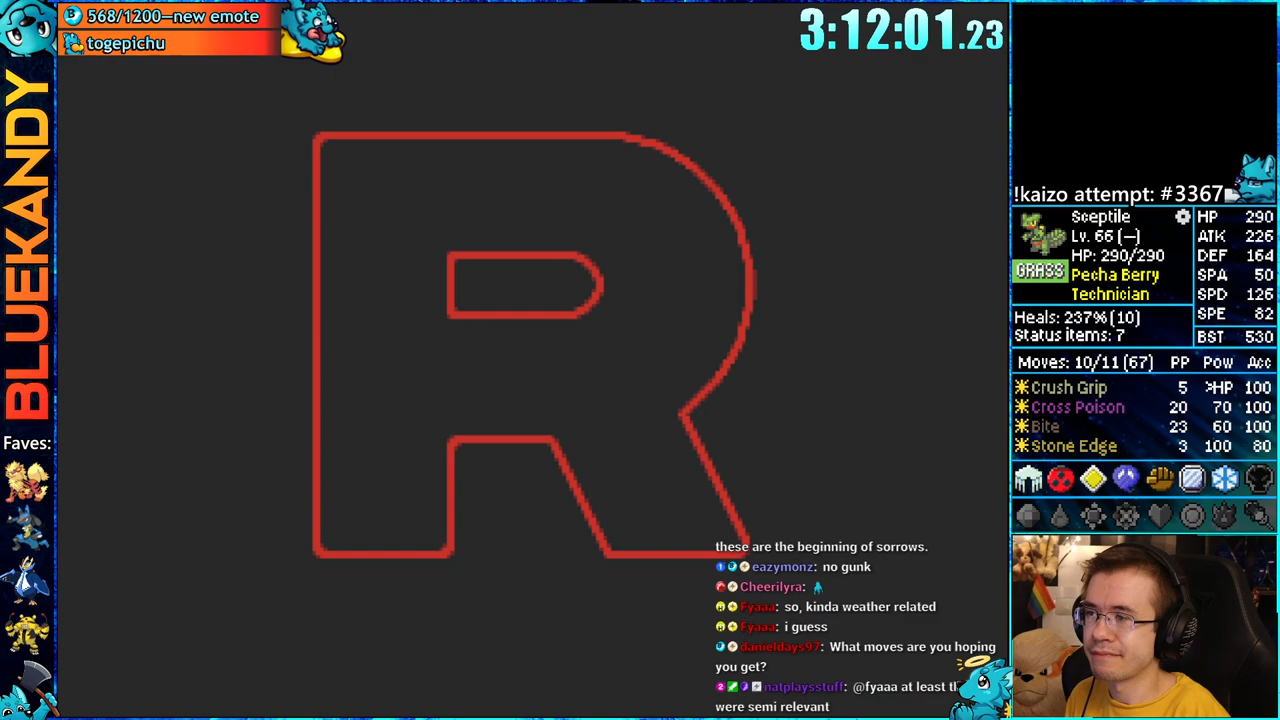 568/1200—new emote
togepichu
3:12:01.23
BLUEKANDY
Faves:
R
!kaizo attempt: #3367
Sceptile
Lv. 66 (—)
HP: 290/290
GRASS
Pecha Berry
Technician
Heals: 237% (10)
Status items: 7
HP 290
ATK 226
DEF 164
SPA 50
SPD 126
SPE 82
BST 530
Moves: 10/11 (67) PP Pow Acc
Crush Grip 5 >HP 100
Cross Poison 20 70 100
Bite 23 60 100
Stone Edge 3 100 80
these are the beginning of sorrows.
eazymonz: no gunk
Cheerilyra:
Fyaaa: so, kinda weather related
Fyaaa: i guess
danieldays97: What moves are you hoping
you get?
natplaysstuff: @fyaaa at least
were semi relevant